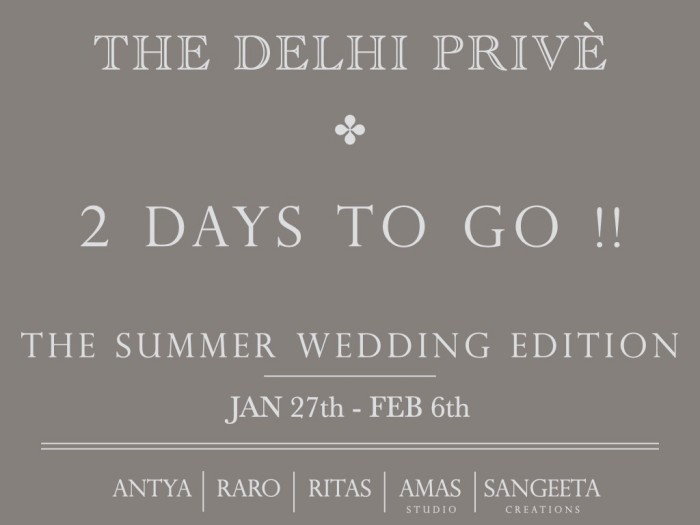 THE DELHI PRIVÈ
2 DAYS TO GO !!
THE SUMMER WEDDING EDITION
JAN 27th - FEB 6th
ANTYA | RARO | RITAS | AMAS STUDIO | SANGEETA CREATIONS